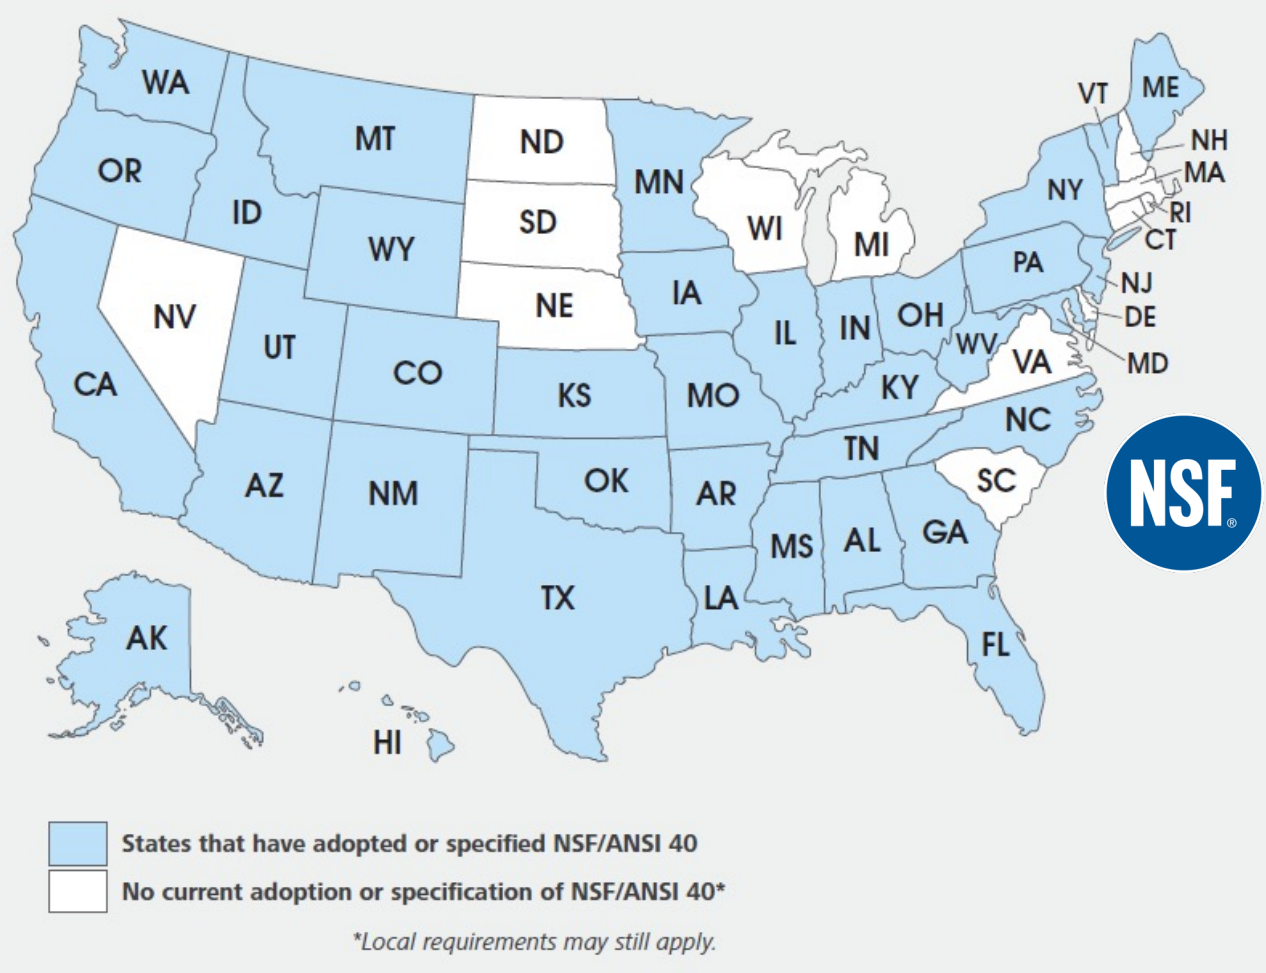 WA
ME
VT
MT
ND
NH
OR
MN
MA
NY
ID
SD
WI
RI
MI
CT
WY
PA
NJ
IA
NE
NV
DE
OH
IN
IL
UT
WV
VA
MD
CO
CA
KY
KS
MO
NC
TN
OK
SC
AZ
NM
AR
NSF®
GA
AL
MS
TX
LA
AK
FL
HI
States that have adopted or specified NSF/ANSI 40
No current adoption or specification of NSF/ANSI 40*
*Local requirements may still apply.